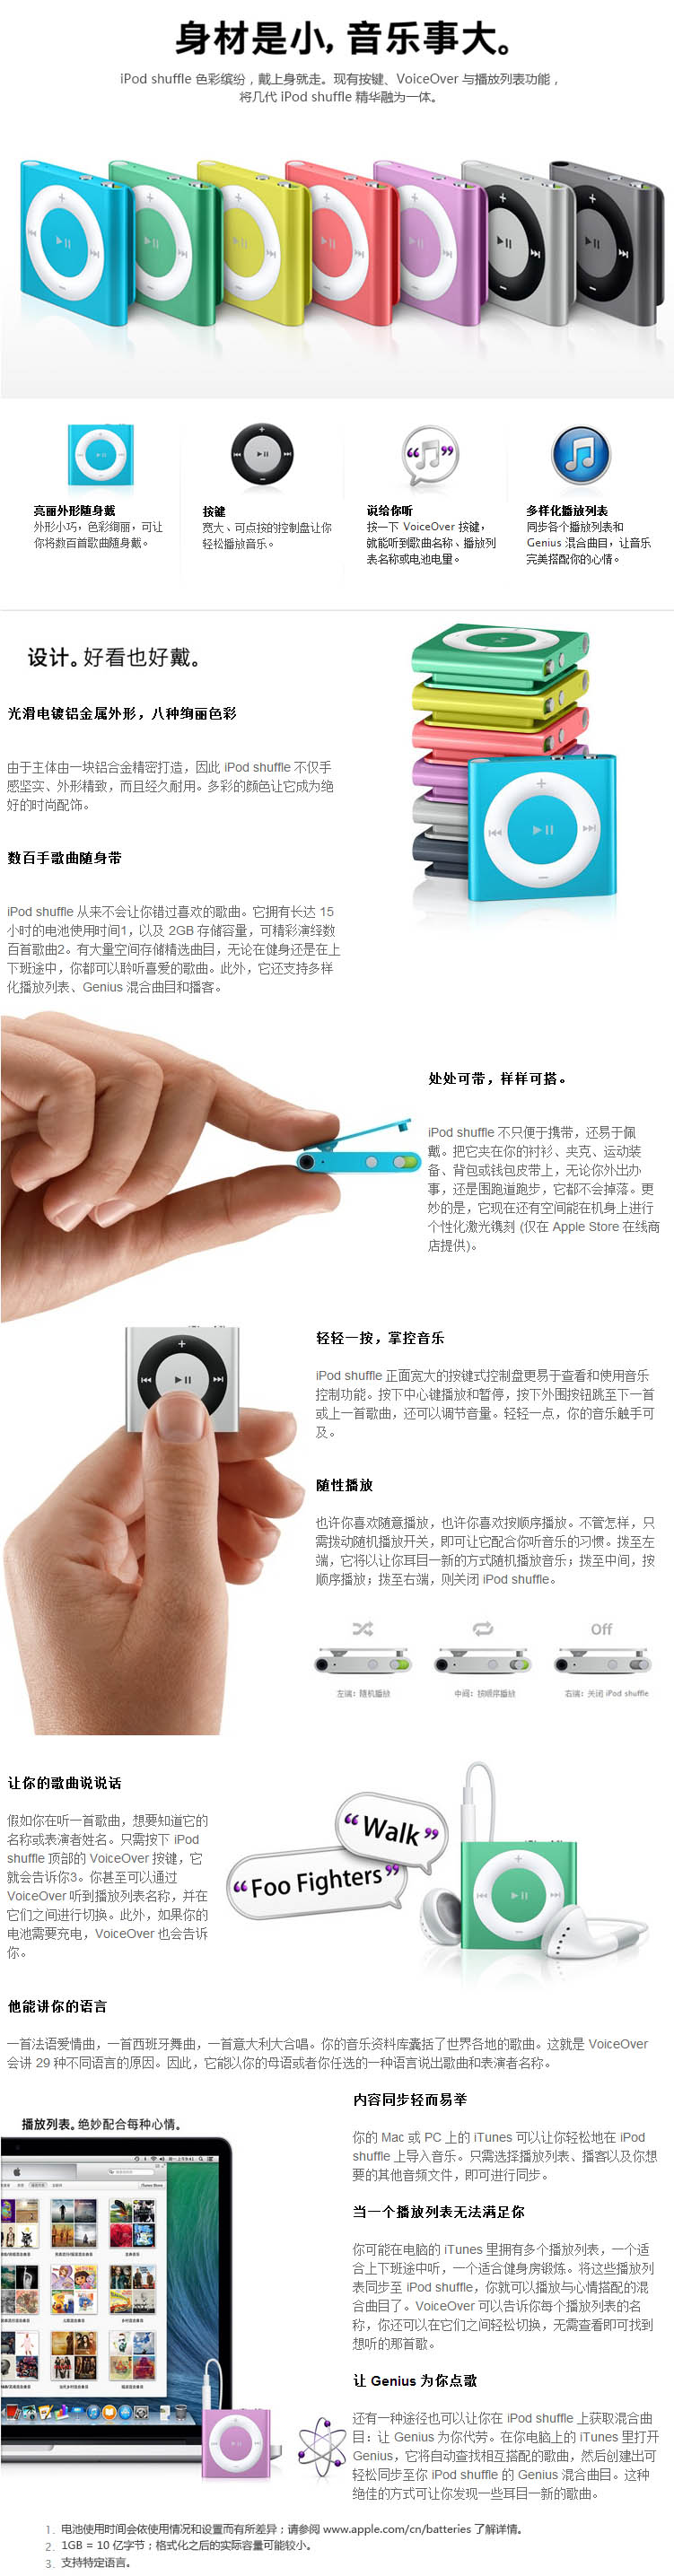 身材是小, 音乐事大。
iPod shuffle 色彩缤纷，戴上身就走。现有按键、VoiceOver 与播放列表功能，
将几代 iPod shuffle 精华融为一体。
亮丽外形随身戴
外形小巧，色彩绚丽，可让
你将数百首歌曲随身戴。
按键
宽大、可点按的控制盘让你
轻松播放音乐。
说给你听
按一下 VoiceOver 按键，
就能听到歌曲名称、播放列
表名称或电池电量。
多样化播放列表
同步各个播放列表和
Genius 混合曲目，让音乐
完美搭配你的心情。
设计。好看也好戴。
光滑电镀铝金属外形，八种绚丽色彩
由于主体由一块铝合金精密打造，因此 iPod shuffle 不仅手
感坚实、外形精致，而且经久耐用。多彩的颜色让它成为绝
好的时尚配饰。
数百手歌曲随身带
iPod shuffle 从来不会让你错过喜欢的歌曲。它拥有长达 15
小时的电池使用时间1，以及 2GB 存储容量，可精彩演绎数
百首歌曲2。有大量空间存储精选曲目，无论在健身还是在上
下班途中，你都可以聆听喜爱的歌曲。此外，它还支持多样
化播放列表、Genius 混合曲目和播客。
处处可带，样样可搭。
iPod shuffle 不只便于携带，还易于佩
戴。把它夹在你的衬衫、夹克、运动装
备、背包或钱包皮带上，无论你外出办
事，还是围跑道跑步，它都不会掉落。更
妙的是，它现在还有空间能在机身上进行
个性化激光镌刻 (仅在 Apple Store 在线商
店提供)。
轻轻一按，掌控音乐
iPod shuffle 正面宽大的按键式控制盘更易于查看和使用音乐
控制功能。按下中心键播放和暂停，按下外围按钮跳至下一首
或上一首歌曲，还可以调节音量。轻轻一点，你的音乐触手可
及。
随性播放
也许你喜欢随意播放，也许你喜欢按顺序播放。不管怎样，只
需拨动随机播放开关，即可让它配合你听音乐的习惯。拨至左
端，它将以让你耳目一新的方式随机播放音乐；拨至中间，按
顺序播放；拨至右端，则关闭 iPod shuffle。
Off
左端：随机播放
中间：按顺序播放
右端：关闭 iPod shuffle
让你的歌曲说说话
假如你在听一首歌曲，想要知道它的
名称或表演者姓名。只需按下 iPod
shuffle 顶部的 VoiceOver 按键，它
就会告诉你3。你甚至可以通过
VoiceOver 听到播放列表名称，并在
它们之间进行切换。此外，如果你的
电池需要充电，VoiceOver 也会告诉
你。
“Walk”
“Foo Fighters”
他能讲你的语言
一首法语爱情曲，一首西班牙舞曲，一首意大利大合唱。你的音乐资料库囊括了世界各地的歌曲。这就是 VoiceOver
会讲 29 种不同语言的原因。因此，它能以你的母语或者你任选的一种语言说出歌曲和表演者名称。
播放列表。绝妙配合每种心情。
内容同步轻而易举
你的 Mac 或 PC 上的 iTunes 可以让你轻松地在 iPod
shuffle 上导入音乐。只需选择播放列表、播客以及你想
要的其他音频文件，即可进行同步。
当一个播放列表无法满足你
你可能在电脑的 iTunes 里拥有多个播放列表，一个适
合上下班途中听，一个适合健身房锻炼。将这些播放列
表同步至 iPod shuffle，你就可以播放与心情搭配的混
合曲目了。VoiceOver 可以告诉你每个播放列表的名
称，你还可以在它们之间轻松切换，无需查看即可找到
想听的那首歌。
让 Genius 为你点歌
还有一种途径也可以让你在 iPod shuffle 上获取混合曲
目：让 Genius 为你代劳。在你电脑上的 iTunes 里打开
Genius，它将自动查找相互搭配的歌曲，然后创建出可
轻松同步至你 iPod shuffle 的 Genius 混合曲目。这种
绝佳的方式可让你发现一些耳目一新的歌曲。
1. 电池使用时间会依使用情况和设置而有所差异；请参阅 www.apple.com/cn/batteries 了解详情。
2. 1GB = 10 亿字节；格式化之后的实际容量可能较小。
3. 支持特定语言。